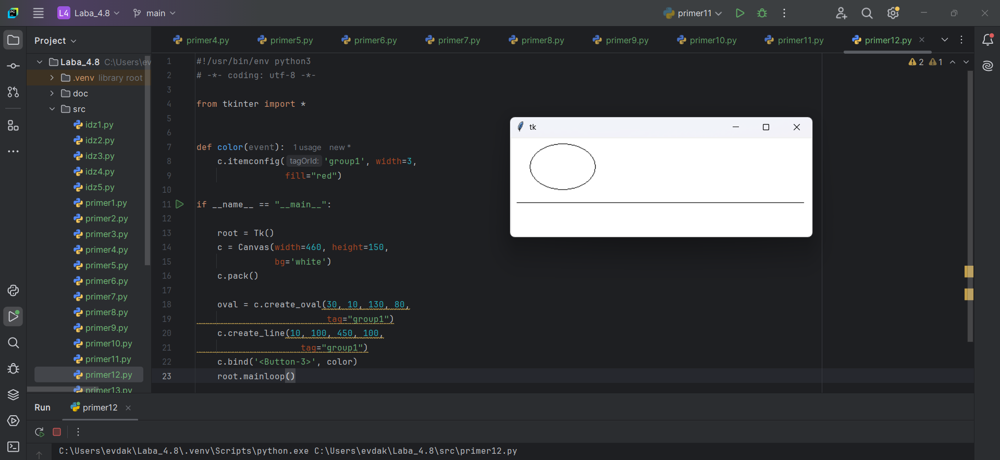 L4 Laba_4.8 main primer11
Project
primer4.py primer5.py primer6.py primer7.py primer8.py primer9.py primer10.py primer11.py primer12.py
Laba_4.8 C:\Users\ev
.venv library root
doc
src
idz1.py
idz2.py
idz3.py
idz4.py
idz5.py
primer1.py
primer2.py
primer3.py
primer4.py
primer5.py
primer6.py
primer7.py
primer8.py
primer9.py
primer10.py
primer11.py
primer12.py
primer13.py
2 1
1 #!/usr/bin/env python3
2 # -*- coding: utf-8 -*-
3
4 from tkinter import *
5
6
7 def color(event): 1 usage new *
8 c.itemconfig( tagOrId: 'group1', width=3,
9 fill="red")
10
11 if __name__ == "__main__":
12
13 root = Tk()
14 c = Canvas(width=460, height=150,
15 bg='white')
16 c.pack()
17
18 oval = c.create_oval(30, 10, 130, 80,
19 tag="group1")
20 c.create_line(10, 100, 450, 100,
21 tag="group1")
22 c.bind('<Button-3>', color)
23 root.mainloop()
tk
Run primer12
C:\Users\evdak\Laba_4.8\.venv\Scripts\python.exe C:\Users\evdak\Laba_4.8\src\primer12.py